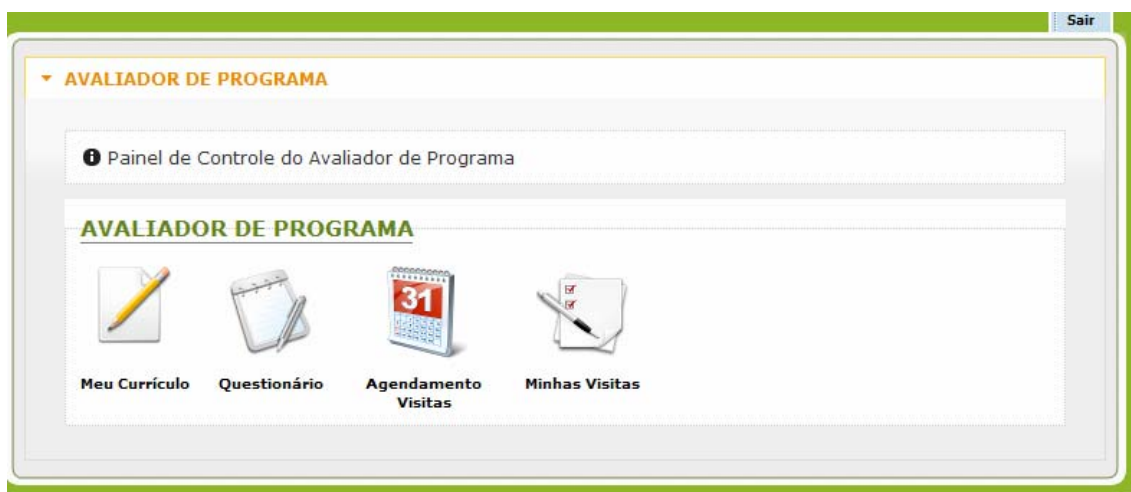 Sair
AVALIADOR DE PROGRAMA
Painel de Controle do Avaliador de Programa
AVALIADOR DE PROGRAMA
31
Meu Currículo
Questionário
Agendamento
Visitas
Minhas Visitas